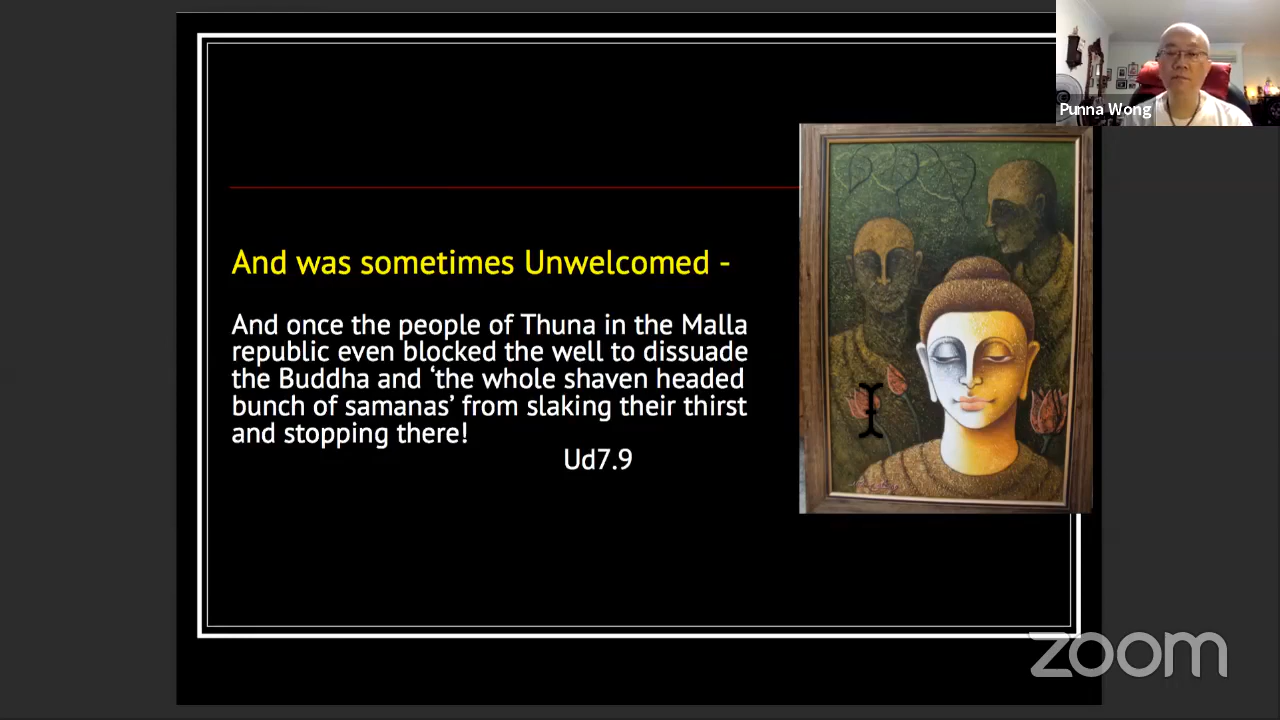 Punna Wong
And was sometimes Unwelcomed -
And once the people of Thuna in the Malla
republic even blocked the well to dissuade
the Buddha and ‘the whole shaven headed
bunch of samanas’ from slaking their thirst
and stopping there!
Ud7.9
zoom